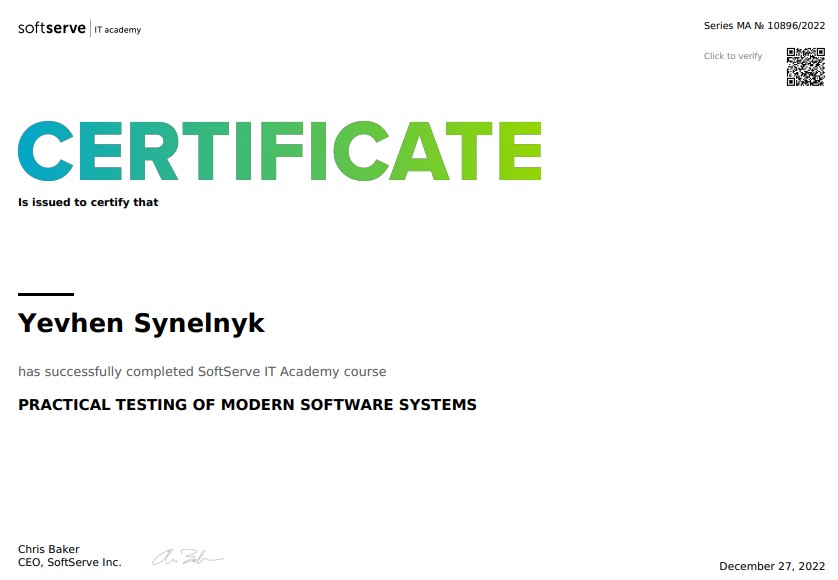 softserve | IT academy
Series MA № 10896/2022
Click to verify
CERTIFICATE
Is issued to certify that
Yevhen Synelnyk
has successfully completed SoftServe IT Academy course
PRACTICAL TESTING OF MODERN SOFTWARE SYSTEMS
Chris Baker
CEO, SoftServe Inc.
December 27, 2022